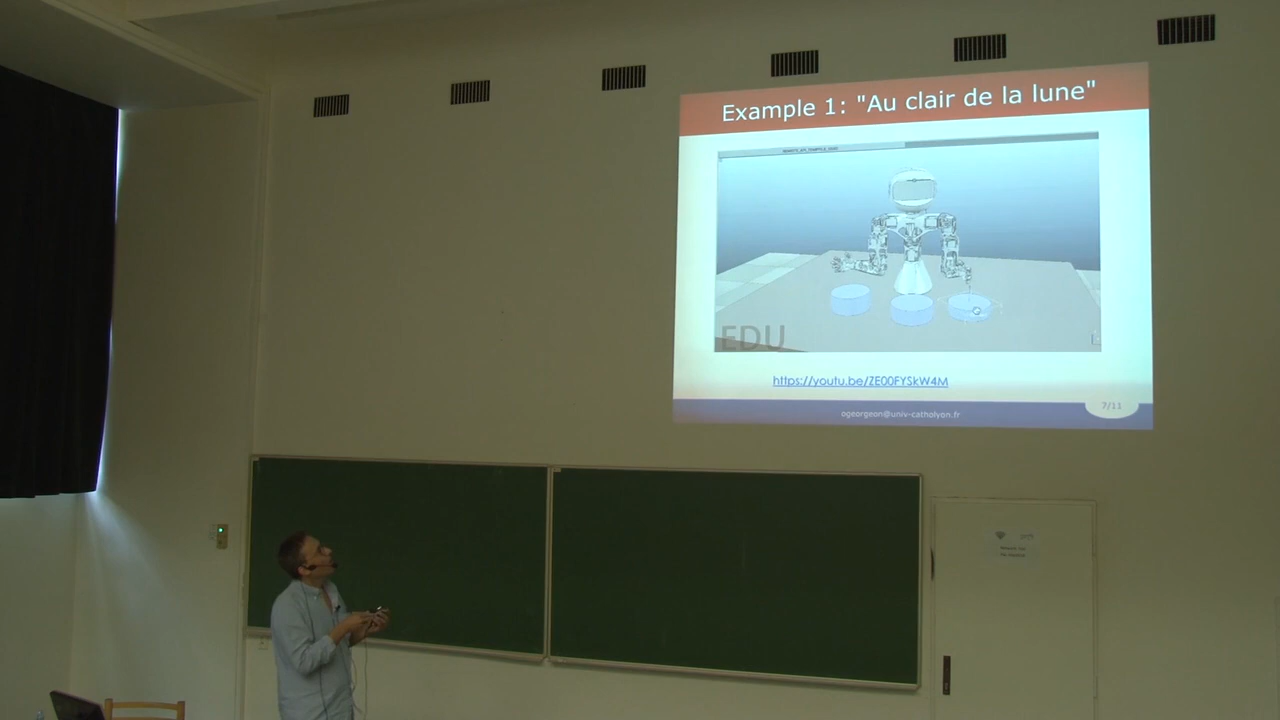 Example 1: "Au clair de la lune"
EDU
https://youtu.be/ZE00FYSkW4M
ogeorgeon@univ-catholyon.fr
7/11